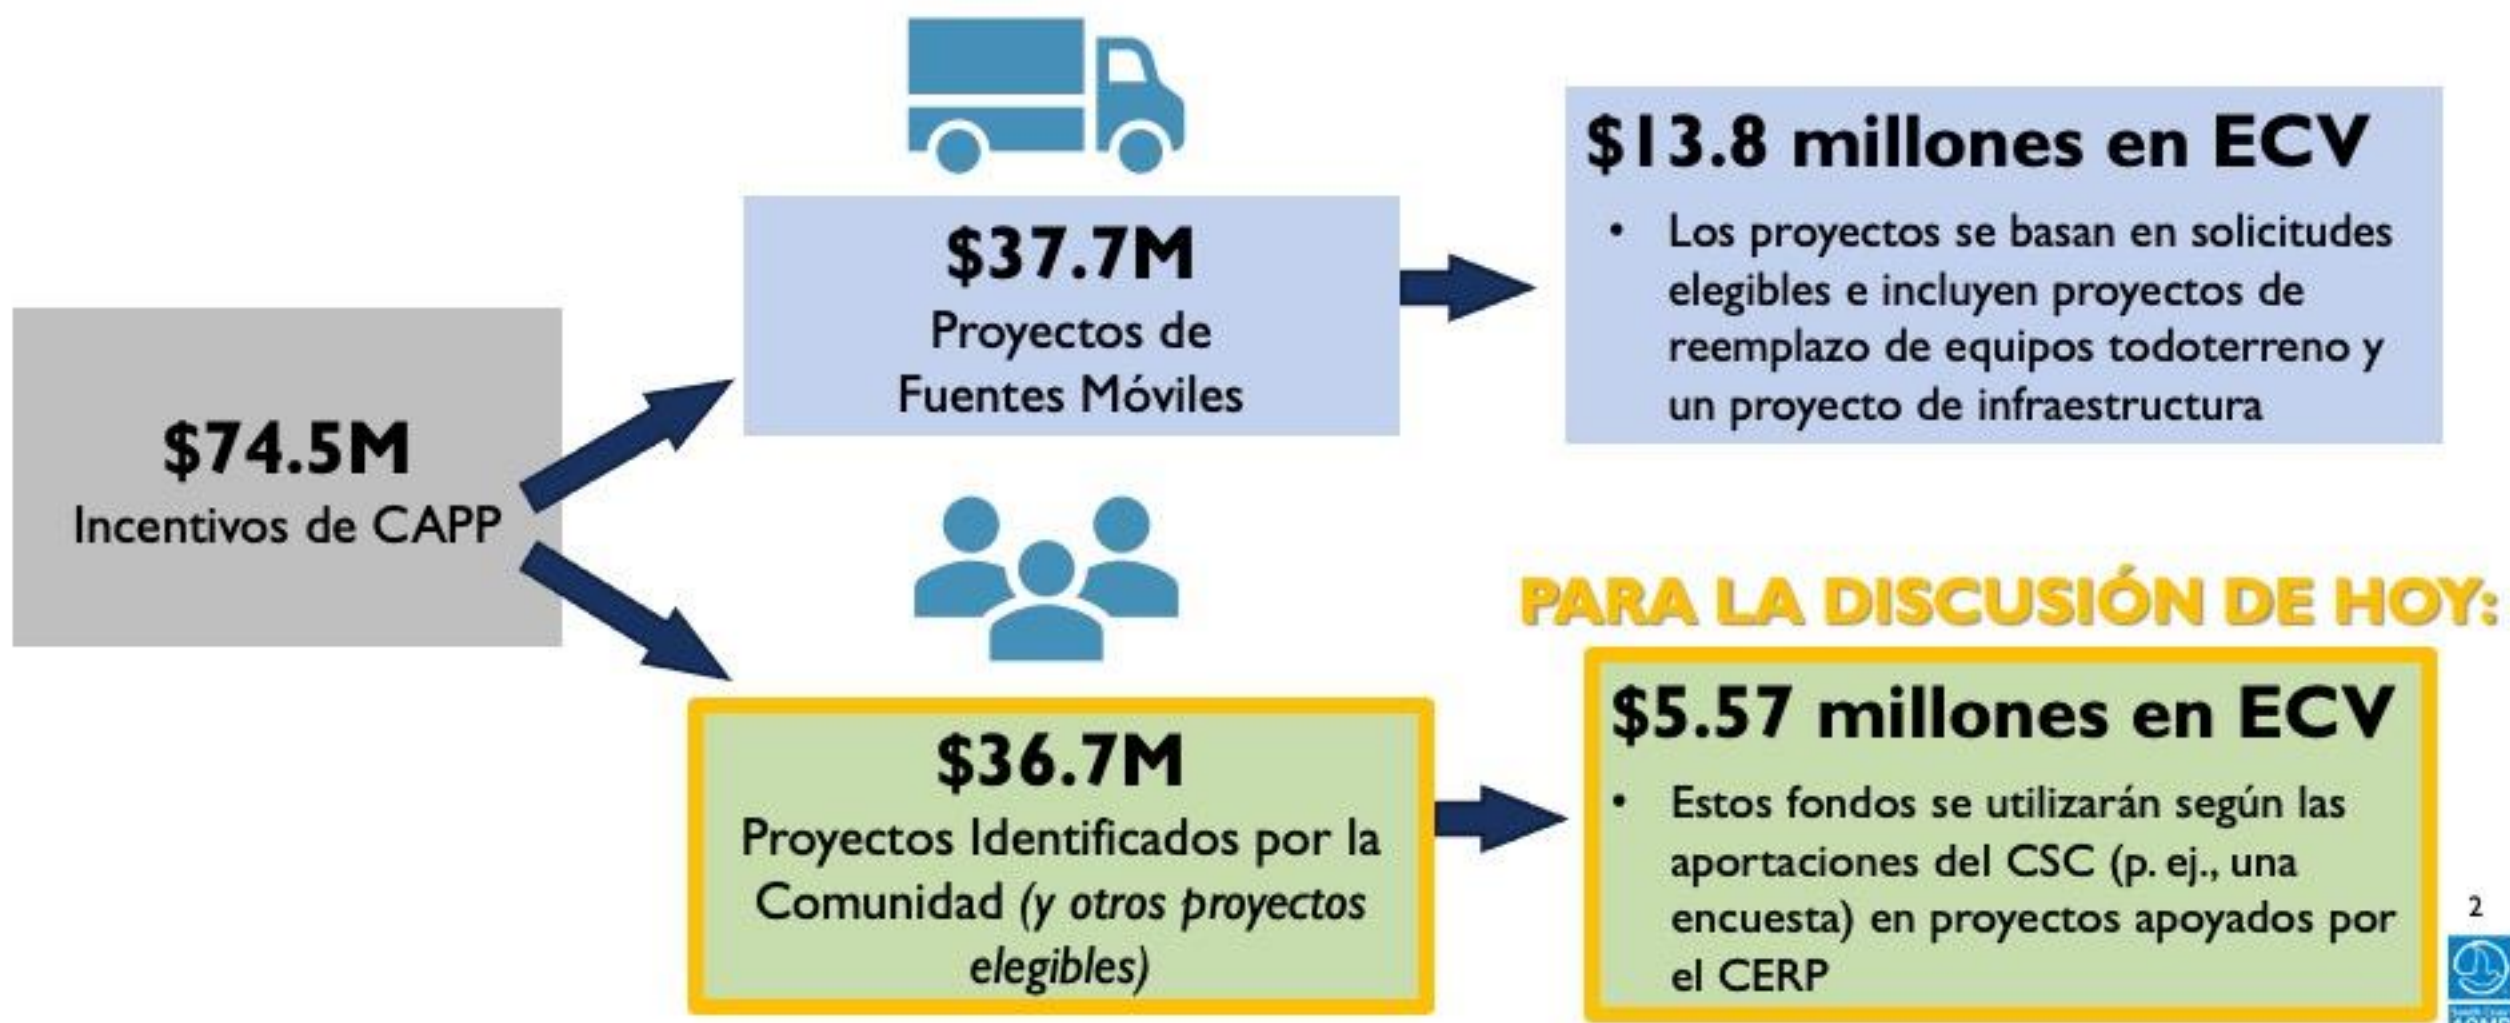 $74.5M
Incentivos de CAPP
$37.7M
Proyectos de
Fuentes Móviles
$13.8 millones en ECV
• Los proyectos se basan en solicitudes
elegibles e incluyen proyectos de
reemplazo de equipos todoterreno y
un proyecto de infraestructura
$36.7M
Proyectos Identificados por la
Comunidad (y otros proyectos
elegibles)
PARA LA DISCUSIÓN DE HOY:
$5.57 millones en ECV
• Estos fondos se utilizarán según las
aportaciones del CSC (p. ej., una
encuesta) en proyectos apoyados por
el CERP
2
South Coast